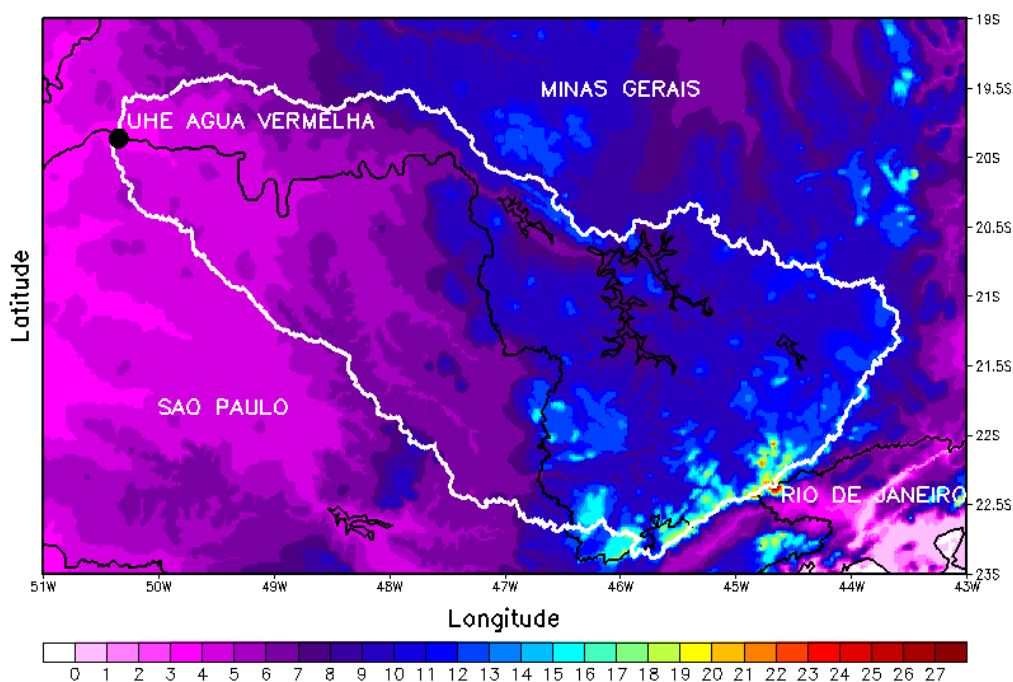 19S
MINAS GERAIS
19.5S
UHE AGUA VERMELHA
20S
20.5S
Latitude
21S
21.5S
SAO PAULO
22S
RIO DE JANEIRO
22.5S
23S
51W 50W 49W 48W 47W 46W 45W 44W 43W
Longitude
0 1 2 3 4 5 6 7 8 9 10 11 12 13 14 15 16 17 18 19 20 21 22 23 24 25 26 27